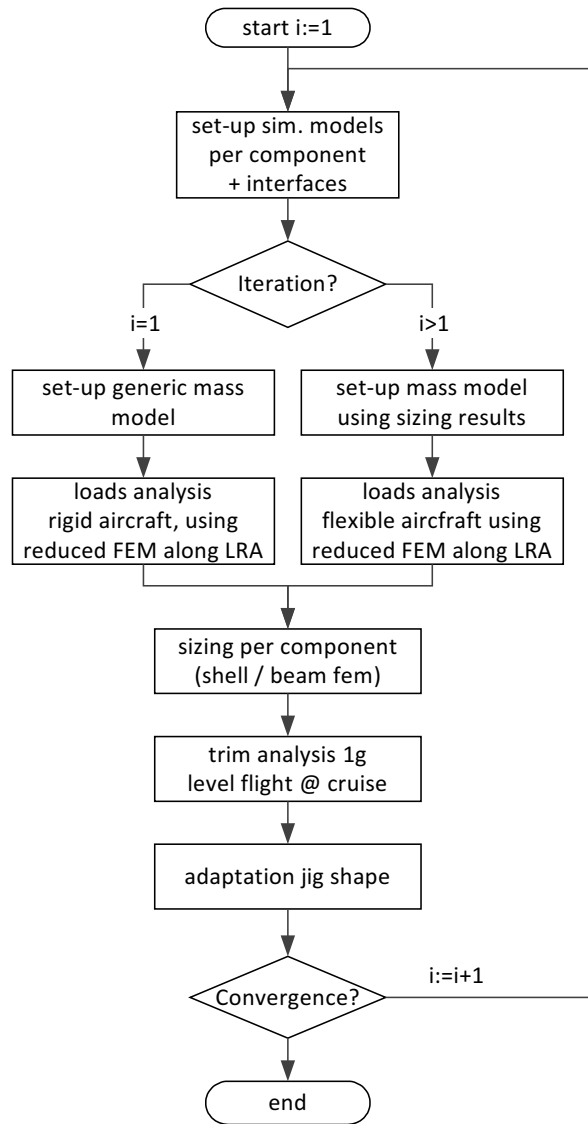 start i:=1
set-up sim. models
per component
+ interfaces
Iteration?
i=1
i>1
set-up generic mass
model
set-up mass model
using sizing results
loads analysis
rigid aircraft, using
reduced FEM along LRA
loads analysis
flexible aircfraft using
reduced FEM along LRA
sizing per component
(shell / beam fem)
trim analysis 1g
level flight @ cruise
adaptation jig shape
Convergence?
i:=i+1
end